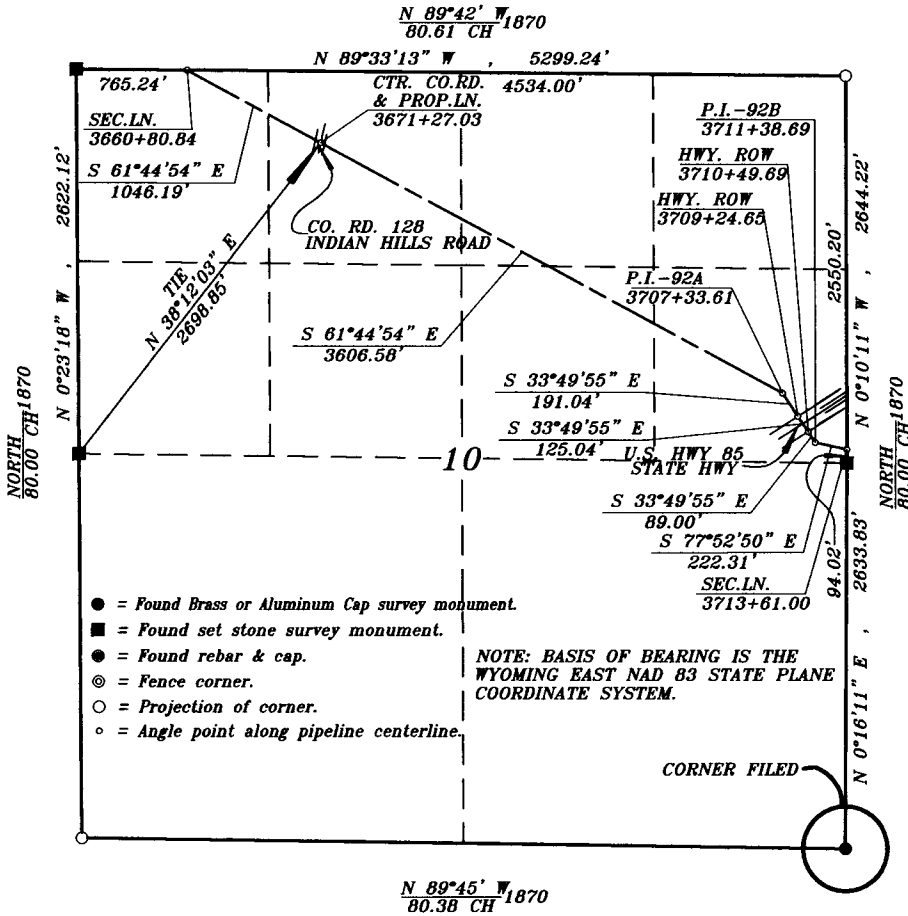 N 89°42' W 1870
80.61 CH
N 89°33'13" W , 5299.24'
765.24'
CTR. CO.RD. 4534.00'
& PROP.LN.
3671+27.03
SEC.LN.
3660+80.84
S 61°44'54" E
1046.19'
P.I.-92B
3711+38.69
HWY. ROW
3710+49.69
HWY. ROW
3709+24.65
2622.12'
N 0°23'18" W ,
2644.22'
N 0°10'11" W ,
2550.20'
CO. RD. 128
INDIAN HILLS ROAD
TIE
N 38°12'03" E
2698.85'
P.I.-92A
3707+33.61
S 61°44'54" E
3606.58'
S 33°49'55" E
191.04'
S 33°49'55" E
125.04'
NORTH 1870
80.00 CH
10
U.S. HWY 85
STATE HWY
NORTH 1870
80.00 CH
S 33°49'55" E
89.00'
S 77°52'50" E
222.31'
SEC.LN.
3713+61.00
94.02'
2633.83'
N 0°16'11" E ,
= Found Brass or Aluminum Cap survey monument.
= Found set stone survey monument.
= Found rebar & cap.
= Fence corner.
= Projection of corner.
= Angle point along pipeline centerline.
NOTE: BASIS OF BEARING IS THE
WYOMING EAST NAD 83 STATE PLANE
COORDINATE SYSTEM.
CORNER FILED
N 89°45' W 1870
80.38 CH